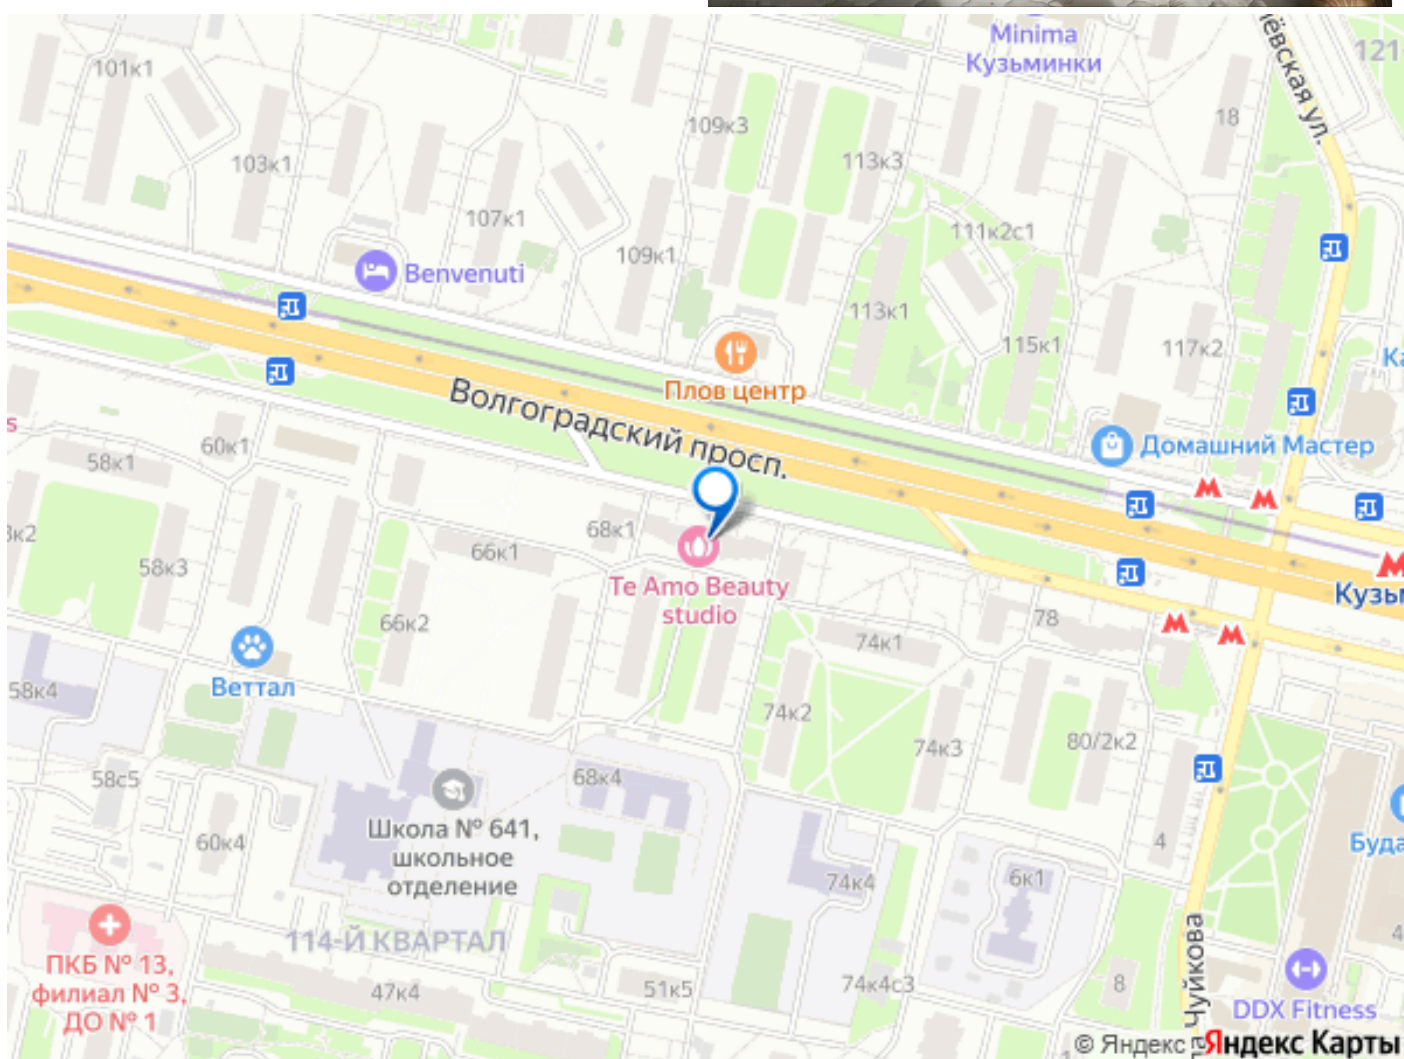 Minima
Кузьминки
ёвская ул.
121
101к1
109к3
18
103к1
113к3
107к1
111к2с1
109к1
Benvenuti
113к1
115к1
117к2
Плов центр
Волгоградский просп.
60к1
58к1
Домашний Мастер
68к1
66к1
58к3
Te Amo Beauty
studio
Кузь
66к2
78
74к1
58к4
Веттал
74к2
74к3
80/2к2
58с5
68к4
Школа № 641,
школьное
отделение
60к4
4
Буда
74к4
6к1
114-Й КВАРТАЛ
ПКБ № 13,
филиал № 3,
ДО № 1
47к4
51к5
74к4с3
8
Чуйкова
DDX Fitness
© Яндекс Яндекс Карты